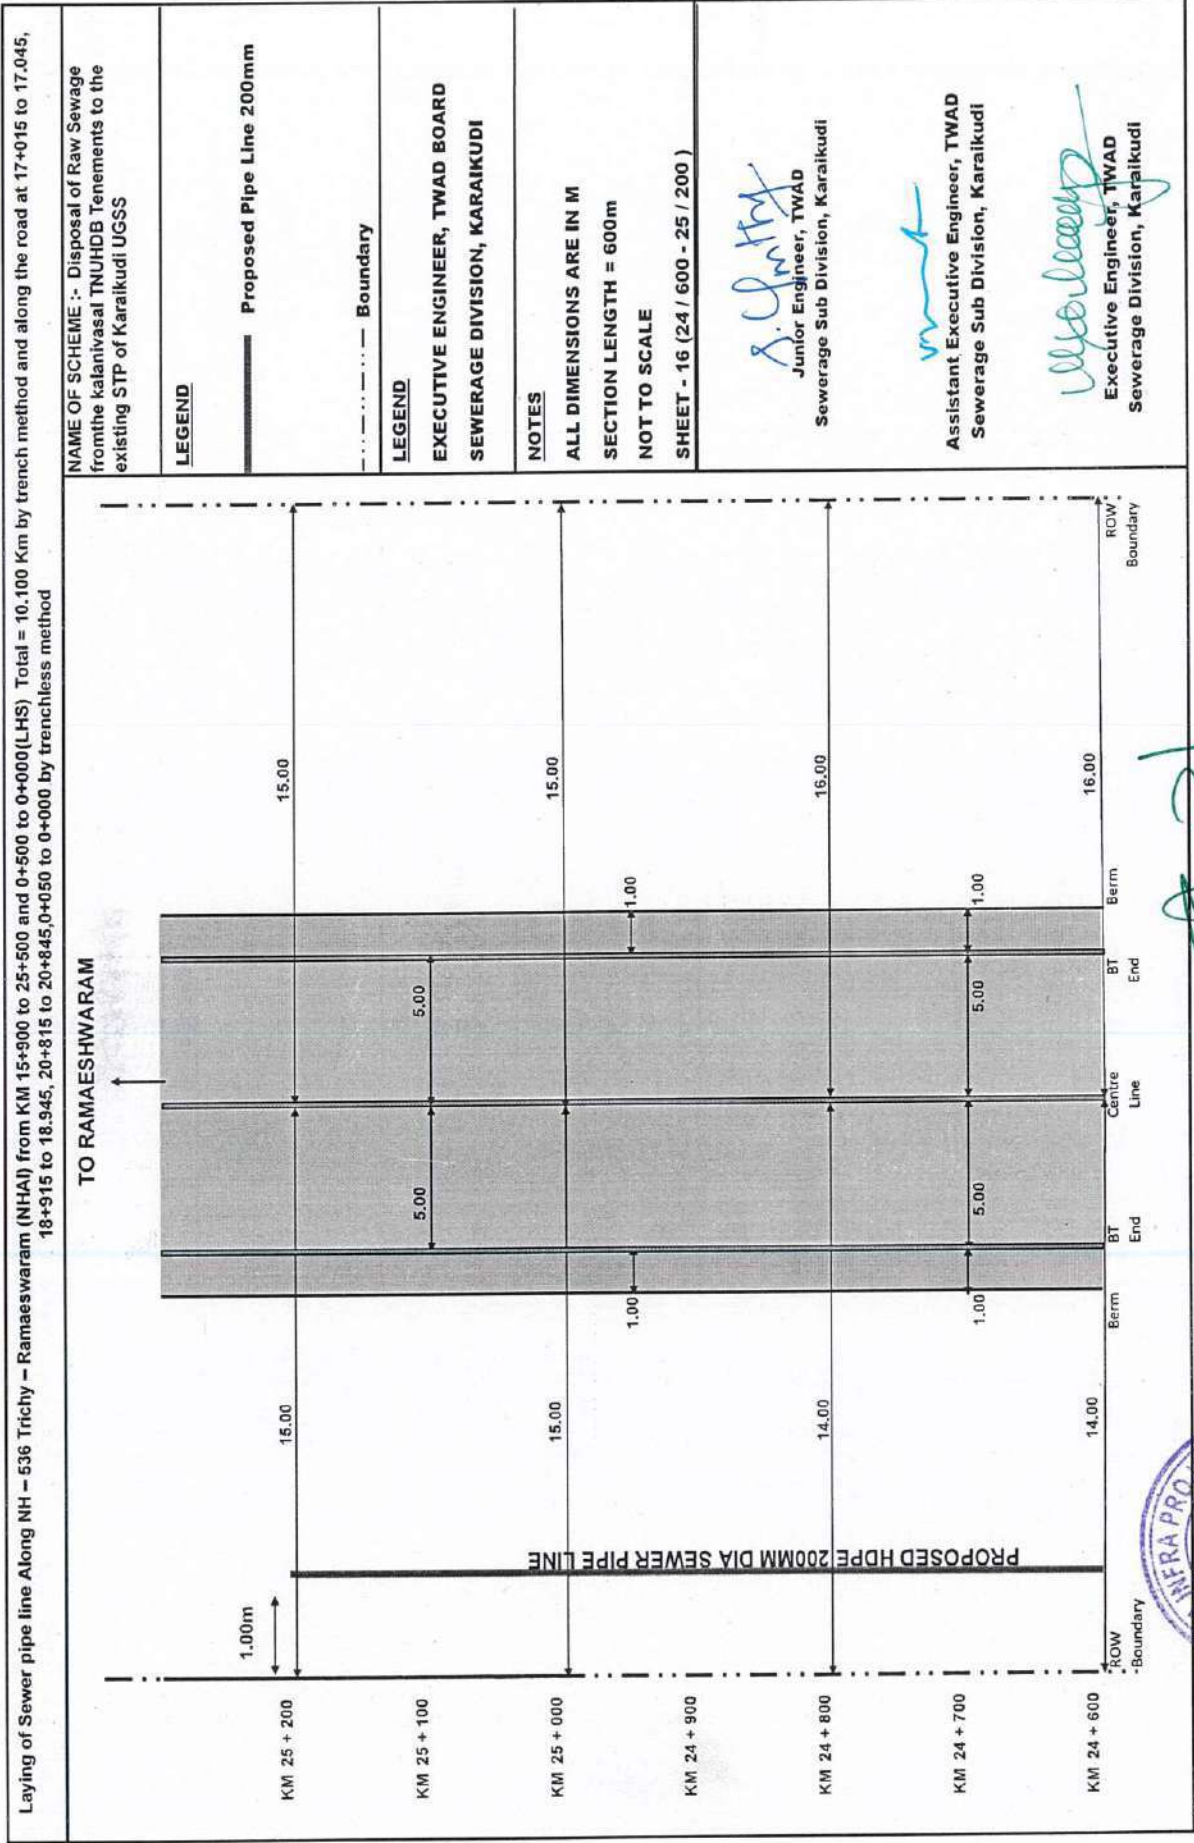 Laying of Sewer pipe line Along NH – 536 Trichy – Ramaeswaram (NHAI) from KM 15+900 to 25+500 and 0+500 to 0+000(LHS) Total = 10.100 Km by trench method and along the road at 17+015 to 17.045,
18+915 to 18.945, 20+815 to 20+845,0+050 to 0+000 by trenchless method
TO RAMAESHWARAM
KM 25 + 200
KM 25 + 100
KM 25 + 000
KM 24 + 900
KM 24 + 800
KM 24 + 700
KM 24 + 600
1.00m
15.00
15.00
5.00
5.00
15.00
15.00
1.00
1.00
14.00
16.00
1.00
5.00
5.00
1.00
14.00
16.00
PROPOSED HDPE 200MM DIA SEWER PIPE LINE
ROW
Boundary
Berm
BT
End
Centre
Line
BT
End
Berm
ROW
Boundary
NAME OF SCHEME :- Disposal of Raw Sewage
fromthe kalanivasal TNUHDB Tenements to the
existing STP of Karaikudi UGSS
LEGEND
Proposed Pipe Line 200mm
Boundary
LEGEND
EXECUTIVE ENGINEER, TWAD BOARD
SEWERAGE DIVISION, KARAIKUDI
NOTES
ALL DIMENSIONS ARE IN M
SECTION LENGTH = 600m
NOT TO SCALE
SHEET - 16 (24 / 600 - 25 / 200 )
Junior Engineer, TWAD
Sewerage Sub Division, Karaikudi
Assistant Executive Engineer, TWAD
Sewerage Sub Division, Karaikudi
Executive Engineer, TWAD
Sewerage Division, Karaikudi
INFRA PRO